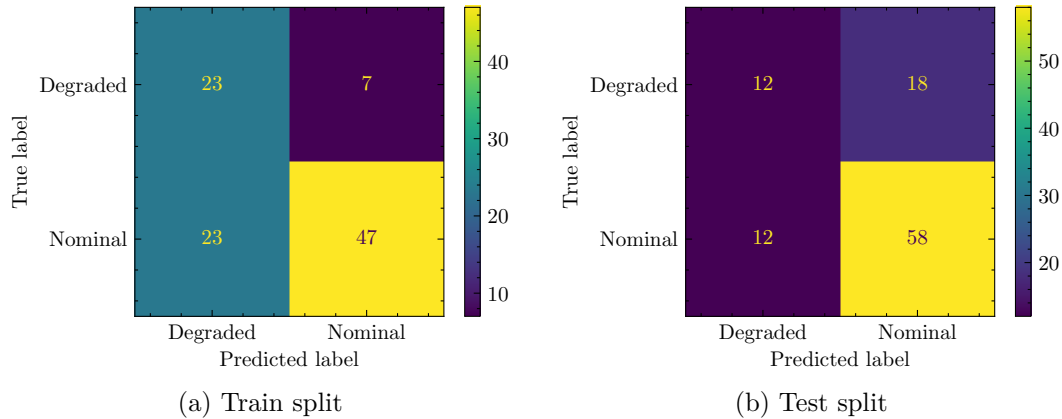 Degraded
23
7
Nominal
23
47
Degraded
Nominal
Predicted label
True label
40
30
20
10
(a) Train split
Degraded
12
18
Nominal
12
58
Degraded
Nominal
Predicted label
True label
50
40
30
20
(b) Test split